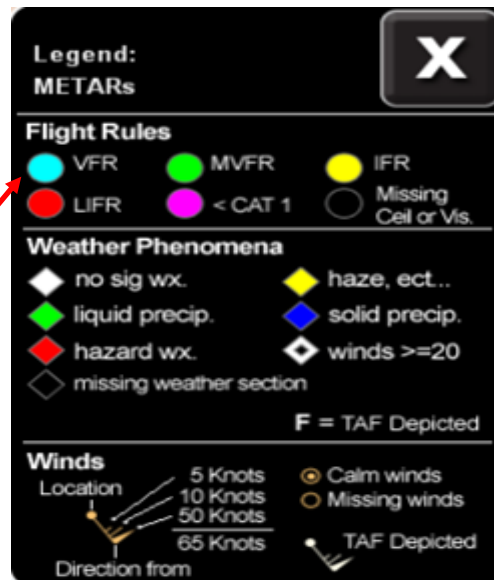 Legend:
METARs
X
Flight Rules
VFR MVFR IFR
LIFR < CAT 1 Missing
Ceil or Vis.
Weather Phenomena
no sig wx. haze, ect...
liquid precip. solid precip.
hazard wx. winds >=20
missing weather section
F = TAF Depicted
Winds
Location
5 Knots
10 Knots
50 Knots
65 Knots
Direction from
Calm winds
Missing winds
TAF Depicted